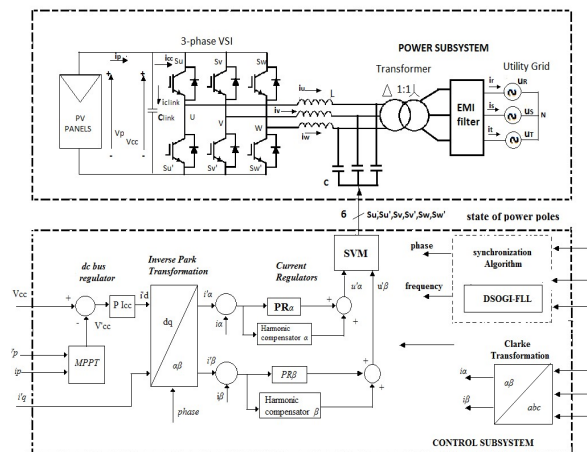 3-phase VSI
POWER SUBSYSTEM
ip
icc
Su
Sv
Sw
iclink
Clink
PV
PANELS
Vp
Vcc
U
V
W
Su'
Sv'
Sw'
iu
iv
iw
L
C
Transformer
1:1
EMI
filter
Utility Grid
ir
is
it
uR
uS
uT
N
6
Su,Su',Sv,Sv',Sw,Sw'
state of power poles
SVM
u'α
u'β
dc bus
regulator
Inverse Park
Transformation
Current
Regulators
Vcc
+
-
P Icc
i'd
V'cc
MPPT
ip
i'q
dq
αβ
phase
i'α
iα
PRα
Harmonic
compensator α
+
+
i'β
iβ
PRβ
Harmonic
compensator β
+
+
phase
frequency
synchronization
Algorithm
DSOGI-FLL
Clarke
Transformation
iα
iβ
αβ
abc
CONTROL SUBSYSTEM